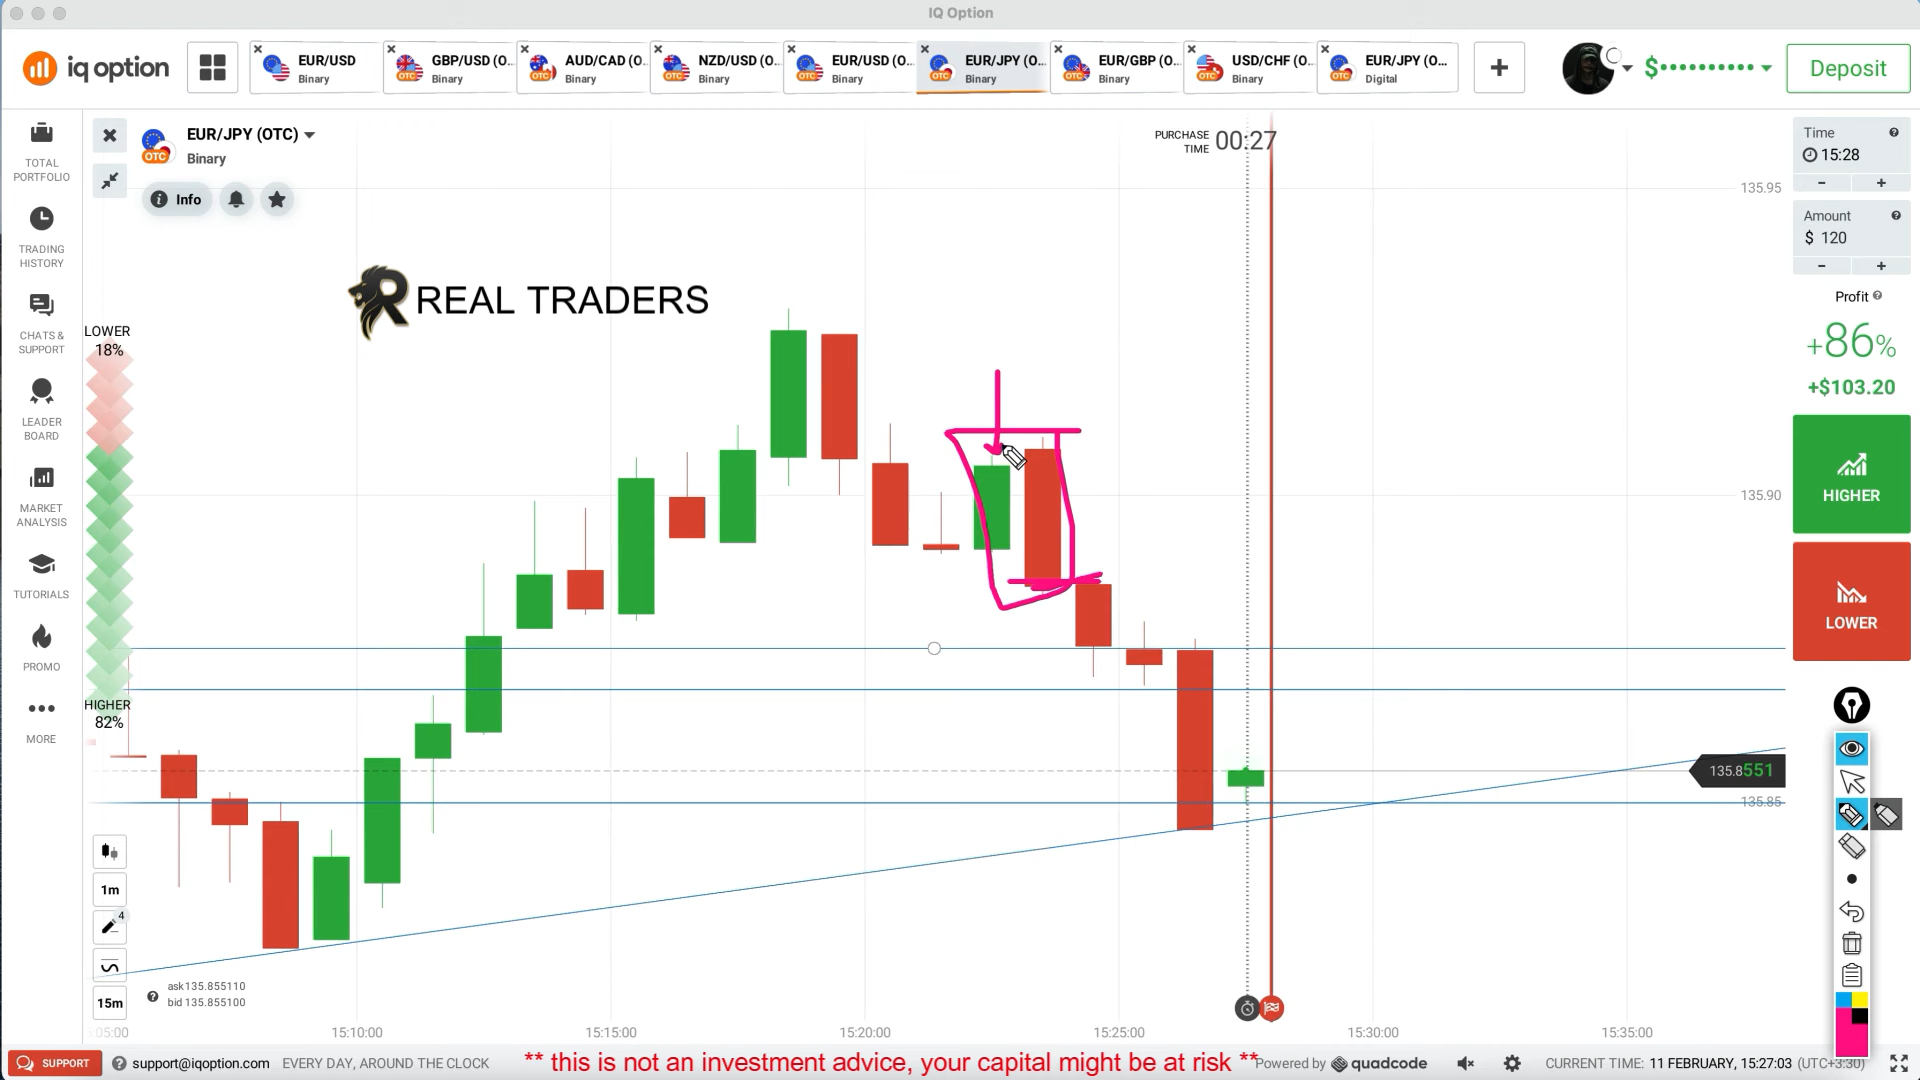 IQ Option
iq option
EUR/USD
Binary
GBP/USD (O...
Binary
AUD/CAD (O...
Binary
NZD/USD (O...
Binary
EUR/USD (O...
Binary
EUR/JPY (O...
Binary
EUR/GBP (O...
Binary
USD/CHF (O...
Binary
EUR/JPY (O...
Digital
+
$••••••••••
Deposit
TOTAL
PORTFOLIO
TRADING
HISTORY
CHATS &
SUPPORT
LEADER
BOARD
MARKET
ANALYSIS
TUTORIALS
PROMO
MORE
EUR/JPY (OTC)
OTC
Binary
Info
PURCHASE
TIME 00:27
REAL TRADERS
LOWER
18%
HIGHER
82%
135.95
135.90
135.8551
135.85
Time
15:28
- +
Amount
$ 120
- +
Profit
+86%
+$103.20
HIGHER
LOWER
1m
4
15m
ask 135.855110
bid 135.855100
:05:00
15:10:00
15:15:00
15:20:00
15:25:00
15:30:00
15:35:00
SUPPORT
support@iqoption.com EVERY DAY, AROUND THE CLOCK
** this is not an investment advice, your capital might be at risk **
Powered by quadcode
CURRENT TIME: 11 FEBRUARY, 15:27:03 (UTC+3:30)